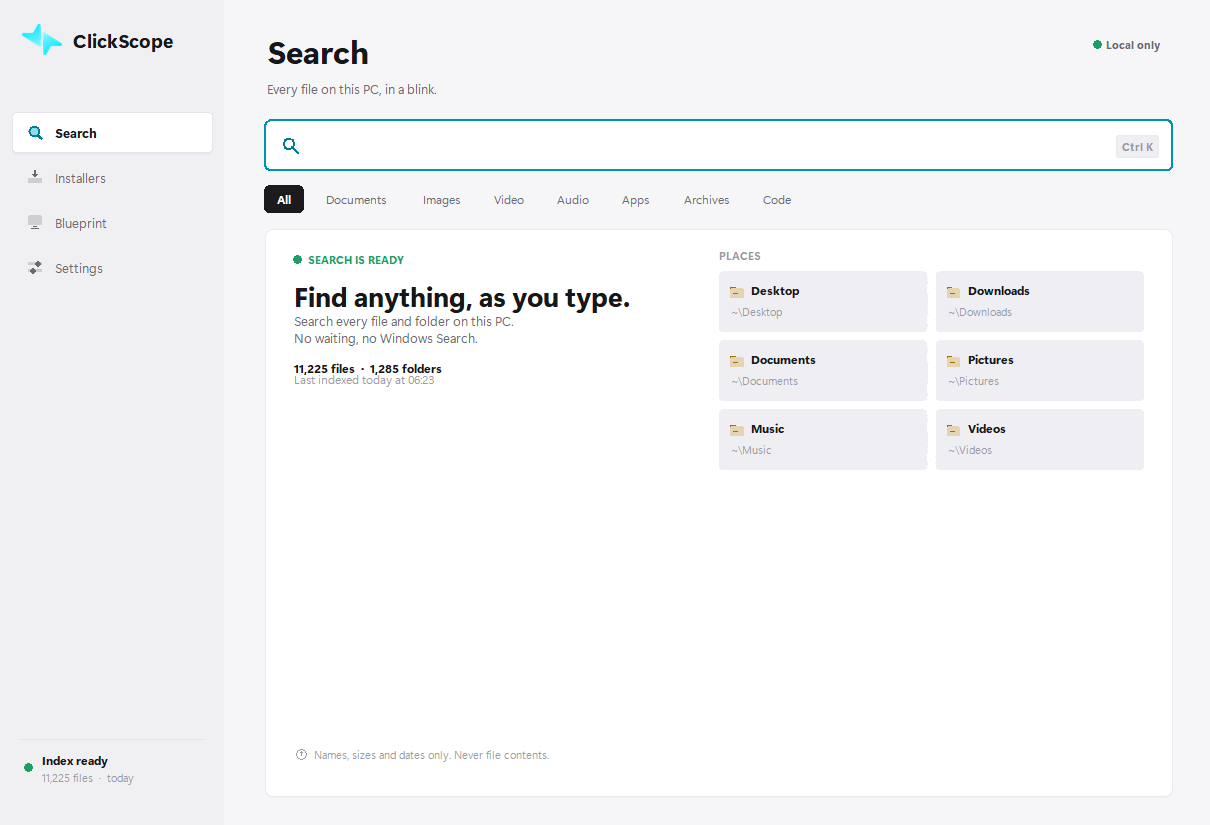 ClickScope
Search
Installers
Blueprint
Settings
Index ready
11,225 files · today
Search
Every file on this PC, in a blink.
Local only
Ctrl K
All Documents Images Video Audio Apps Archives Code
SEARCH IS READY
Find anything, as you type.
Search every file and folder on this PC.
No waiting, no Windows Search.
11,225 files · 1,285 folders
Last indexed today at 06:23
PLACES
Desktop
~\Desktop
Downloads
~\Downloads
Documents
~\Documents
Pictures
~\Pictures
Music
~\Music
Videos
~\Videos
Names, sizes and dates only. Never file contents.